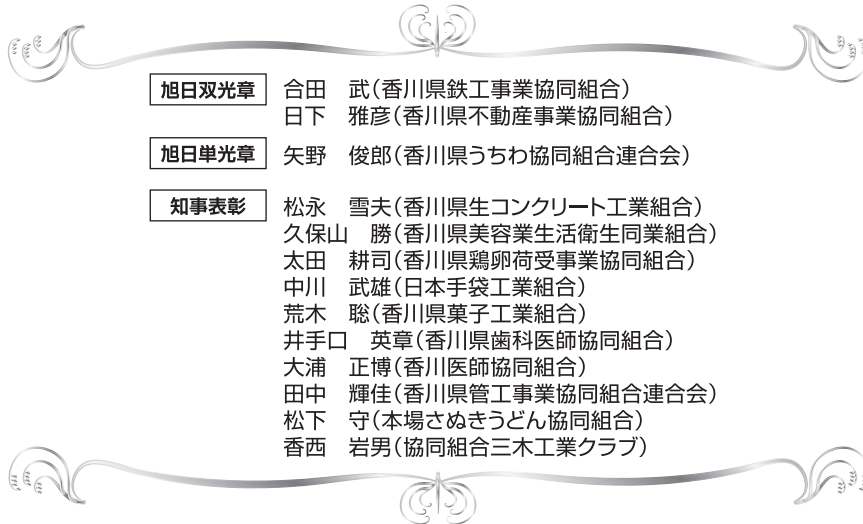 旭日双光章 合田　武（香川県鉄工事業協同組合）
日下　雅彦（香川県不動産事業協同組合）
旭日単光章 矢野　俊郎（香川県うちわ協同組合連合会）
知事表彰 松永　雪夫（香川県生コンクリート工業組合）
久保山　勝（香川県美容業生活衛生同業組合）
太田　耕司（香川県鶏卵荷受事業協同組合）
中川　武雄（日本手袋工業組合）
荒木　聡（香川県菓子工業組合）
井手口　英章（香川県歯科医師協同組合）
大浦　正博（香川医師協同組合）
田中　輝佳（香川県管工事業協同組合連合会）
松下　守（本場さぬきうどん協同組合）
香西　岩男（協同組合三木工業クラブ）